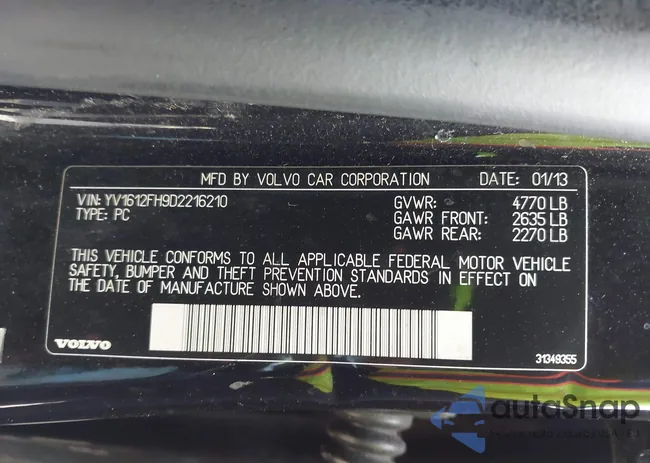 MFD BY VOLVO CAR CORPORATION DATE: 01/13
VIN: YV1612FH9D2216210 GVWR: 4770 LB
TYPE: PC GAWR FRONT: 2635 LB
GAWR REAR: 2270 LB
THIS VEHICLE CONFORMS TO ALL APPLICABLE FEDERAL MOTOR VEHICLE
SAFETY, BUMPER AND THEFT PREVENTION STANDARDS IN EFFECT ON
THE DATE OF MANUFACTURE SHOWN ABOVE.
VOLVO 31349355
autoSnap